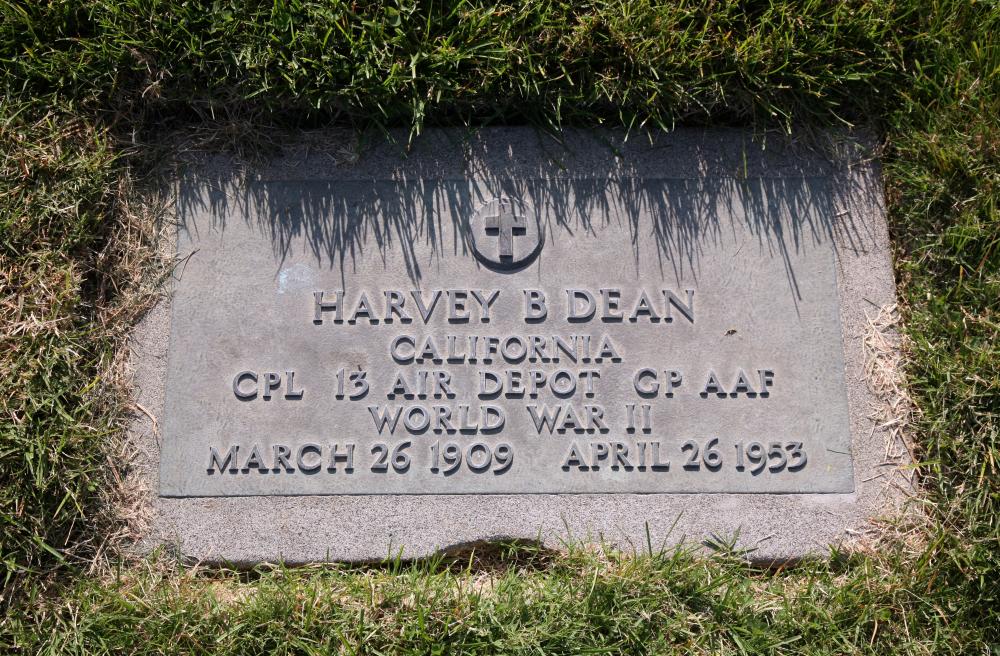 HARVEY B DEAN
CALIFORNIA
CPL 13 AIR DEPOT GP AAF
WORLD WAR II
MARCH 26 1909 APRIL 26 1953